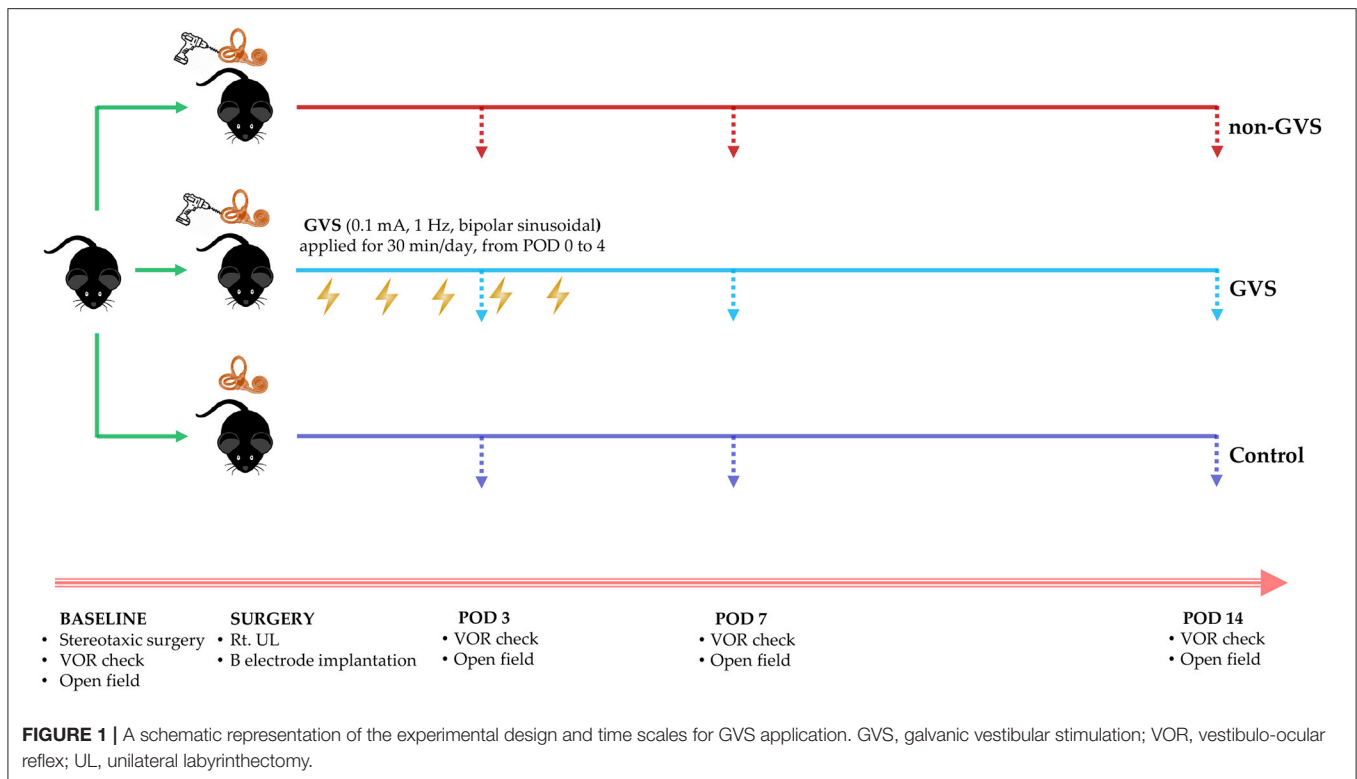 non-GVS
GVS (0.1 mA, 1 Hz, bipolar sinusoidal)
applied for 30 min/day, from POD 0 to 4
GVS
Control
BASELINE
• Stereotaxic surgery
• VOR check
• Open field
SURGERY
• Rt. UL
• B electrode implantation
POD 3
• VOR check
• Open field
POD 7
• VOR check
• Open field
POD 14
• VOR check
• Open field
FIGURE 1 | A schematic representation of the experimental design and time scales for GVS application. GVS, galvanic vestibular stimulation; VOR, vestibulo-ocular
reflex; UL, unilateral labyrinthectomy.